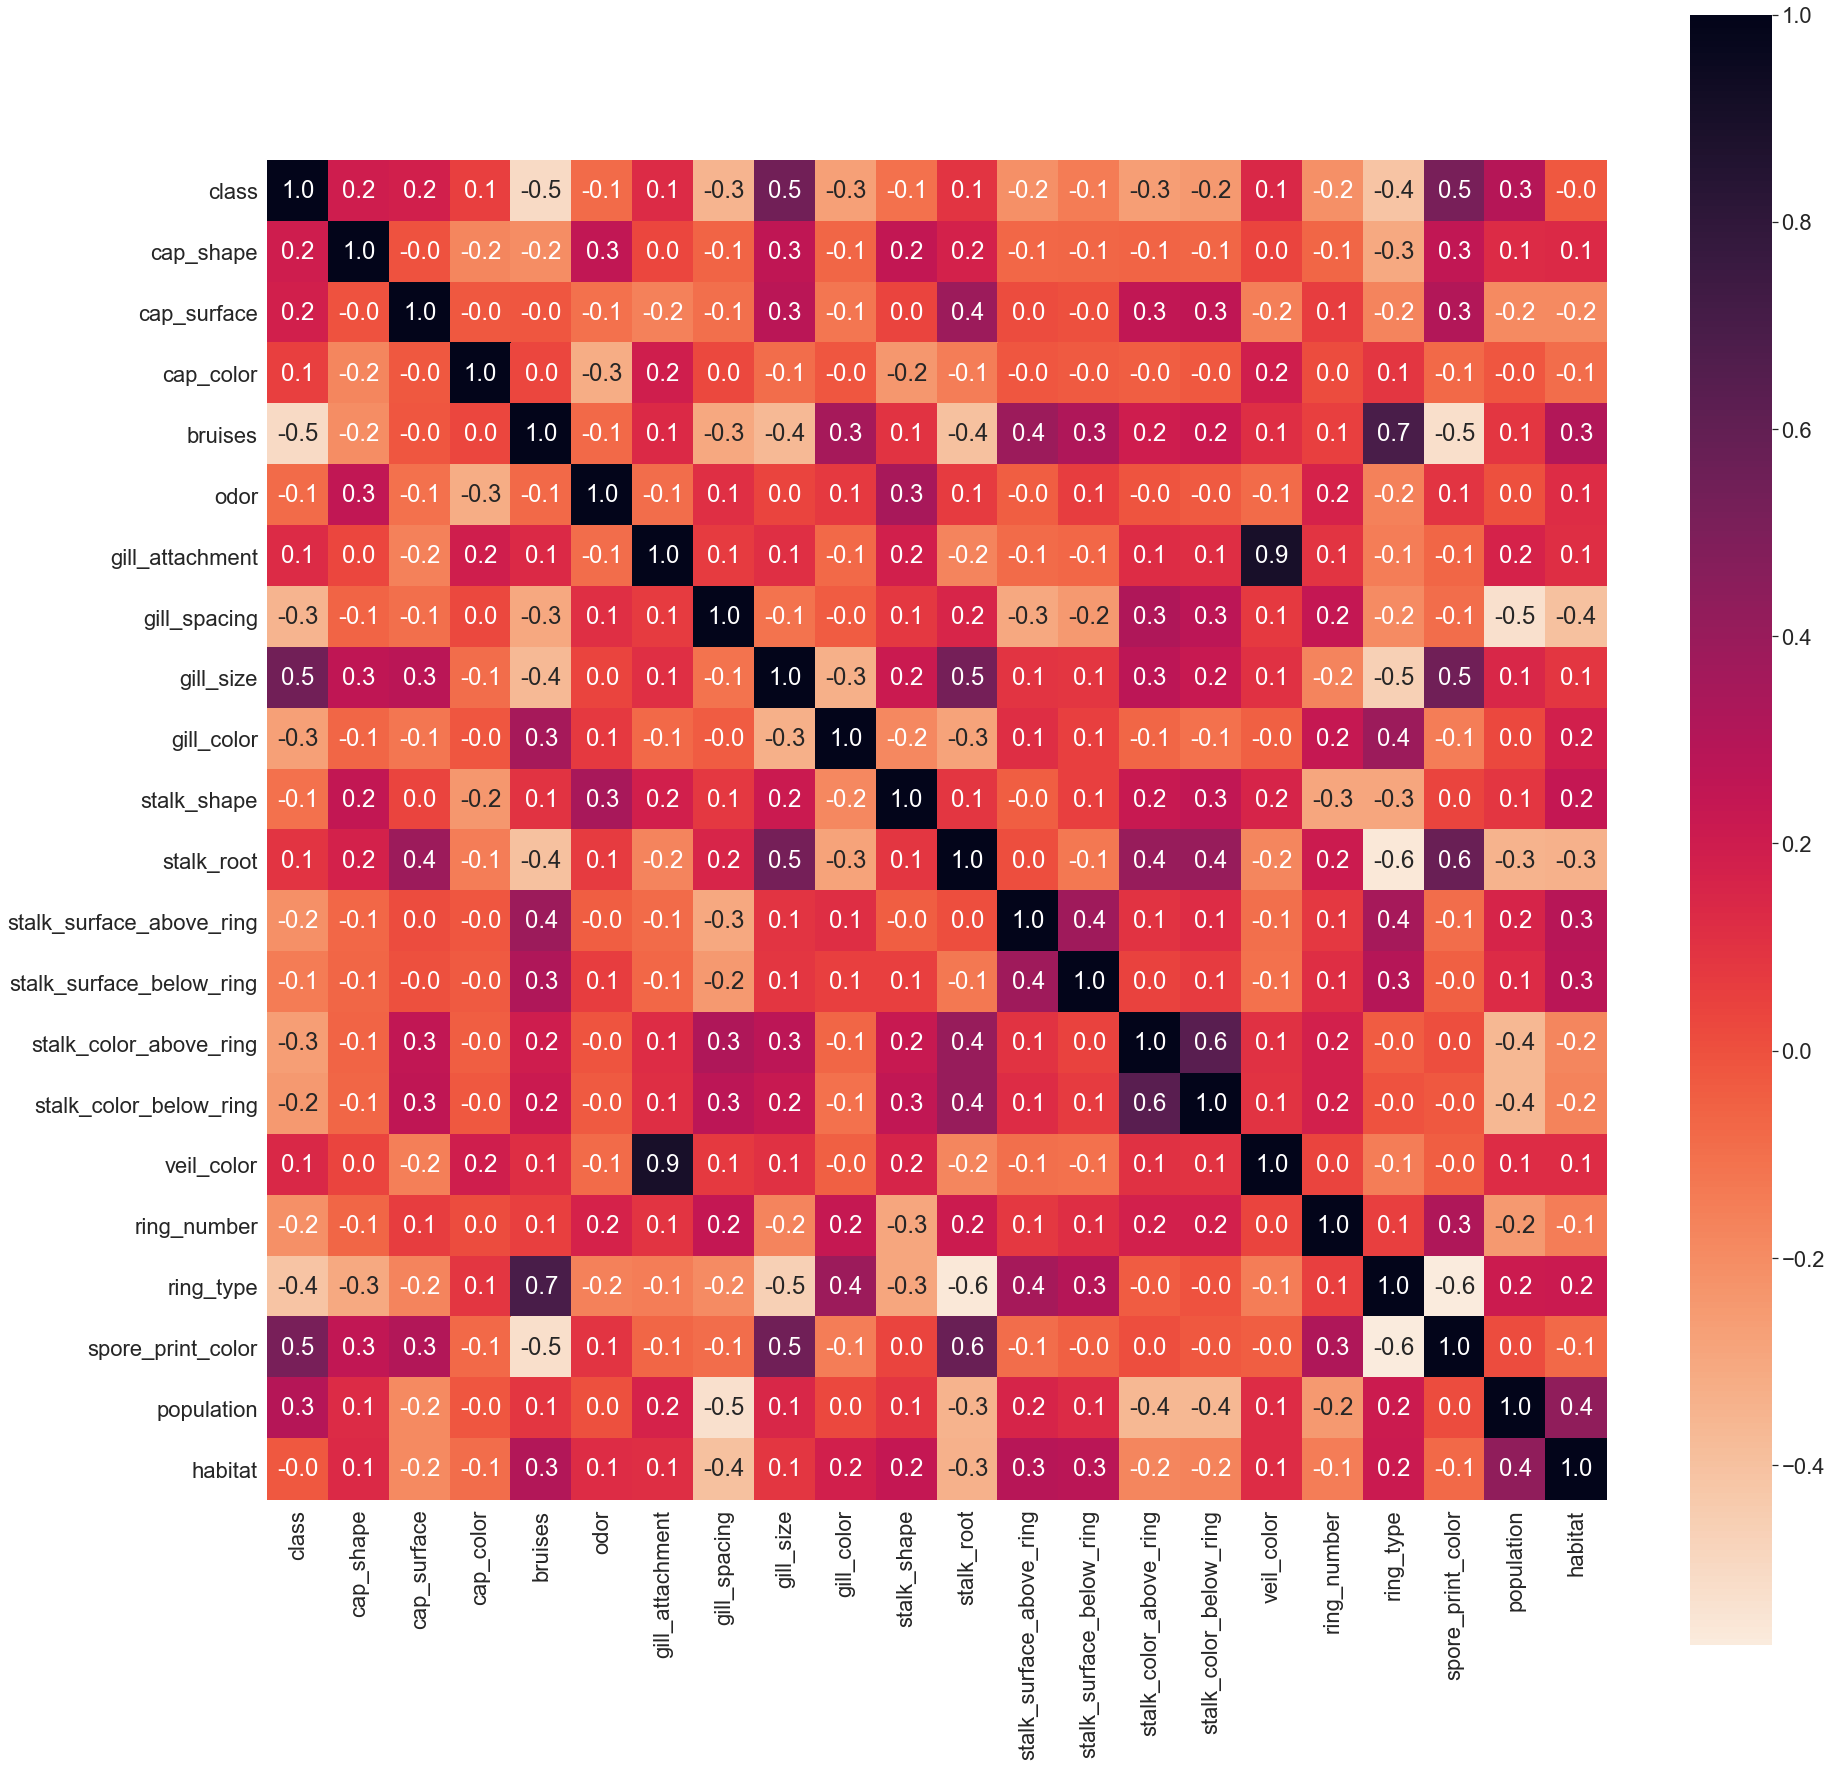 1.0
class 1.0 0.2 0.2 0.1 -0.5 -0.1 0.1 -0.3 0.5 -0.3 -0.1 0.1 -0.2 -0.1 -0.3 -0.2 0.1 -0.2 -0.4 0.5 0.3 -0.0
0.8
cap_shape 0.2 1.0 -0.0 -0.2 -0.2 0.3 0.0 -0.1 0.3 -0.1 0.2 0.2 -0.1 -0.1 -0.1 -0.1 0.0 -0.1 -0.3 0.3 0.1 0.1
cap_surface 0.2 -0.0 1.0 -0.0 -0.0 -0.1 -0.2 -0.1 0.3 -0.1 0.0 0.4 0.0 -0.0 0.3 0.3 -0.2 0.1 -0.2 0.3 -0.2 -0.2
cap_color 0.1 -0.2 -0.0 1.0 0.0 -0.3 0.2 0.0 -0.1 -0.0 -0.2 -0.1 -0.0 -0.0 -0.0 -0.0 0.2 0.0 0.1 -0.1 -0.0 -0.1
bruises -0.5 -0.2 -0.0 0.0 1.0 -0.1 0.1 -0.3 -0.4 0.3 0.1 -0.4 0.4 0.3 0.2 0.2 0.1 0.1 0.7 -0.5 0.1 0.3
0.6
odor -0.1 0.3 -0.1 -0.3 -0.1 1.0 -0.1 0.1 0.0 0.1 0.3 0.1 -0.0 0.1 -0.0 -0.0 -0.1 0.2 -0.2 0.1 0.0 0.1
gill_attachment 0.1 0.0 -0.2 0.2 0.1 -0.1 1.0 0.1 0.1 -0.1 0.2 -0.2 -0.1 -0.1 0.1 0.1 0.9 0.1 -0.1 -0.1 0.2 0.1
gill_spacing -0.3 -0.1 -0.1 0.0 -0.3 0.1 0.1 1.0 -0.1 -0.0 0.1 0.2 -0.3 -0.2 0.3 0.3 0.1 0.2 -0.2 -0.1 -0.5 -0.4
0.4
gill_size 0.5 0.3 0.3 -0.1 -0.4 0.0 0.1 -0.1 1.0 -0.3 0.2 0.5 0.1 0.1 0.3 0.2 0.1 -0.2 -0.5 0.5 0.1 0.1
gill_color -0.3 -0.1 -0.1 -0.0 0.3 0.1 -0.1 -0.0 -0.3 1.0 -0.2 -0.3 0.1 0.1 -0.1 -0.1 -0.0 0.2 0.4 -0.1 0.0 0.2
stalk_shape -0.1 0.2 0.0 -0.2 0.1 0.3 0.2 0.1 0.2 -0.2 1.0 0.1 -0.0 0.1 0.2 0.3 0.2 -0.3 -0.3 0.0 0.1 0.2
0.2
stalk_root 0.1 0.2 0.4 -0.1 -0.4 0.1 -0.2 0.2 0.5 -0.3 0.1 1.0 0.0 -0.1 0.4 0.4 -0.2 0.2 -0.6 0.6 -0.3 -0.3
stalk_surface_above_ring -0.2 -0.1 0.0 -0.0 0.4 -0.0 -0.1 -0.3 0.1 0.1 -0.0 0.0 1.0 0.4 0.1 0.1 -0.1 0.1 0.4 -0.1 0.2 0.3
stalk_surface_below_ring -0.1 -0.1 -0.0 -0.0 0.3 0.1 -0.1 -0.2 0.1 0.1 0.1 -0.1 0.4 1.0 0.0 0.1 -0.1 0.1 0.3 -0.0 0.1 0.3
stalk_color_above_ring -0.3 -0.1 0.3 -0.0 0.2 -0.0 0.1 0.3 0.3 -0.1 0.2 0.4 0.1 0.0 1.0 0.6 0.1 0.2 -0.0 0.0 -0.4 -0.2
0.0
stalk_color_below_ring -0.2 -0.1 0.3 -0.0 0.2 -0.0 0.1 0.3 0.2 -0.1 0.3 0.4 0.1 0.1 0.6 1.0 0.1 0.2 -0.0 -0.0 -0.4 -0.2
veil_color 0.1 0.0 -0.2 0.2 0.1 -0.1 0.9 0.1 0.1 -0.0 0.2 -0.2 -0.1 -0.1 0.1 0.1 1.0 0.0 -0.1 -0.0 0.1 0.1
ring_number -0.2 -0.1 0.1 0.0 0.1 0.2 0.1 0.2 -0.2 0.2 -0.3 0.2 0.1 0.1 0.2 0.2 0.0 1.0 0.1 0.3 -0.2 -0.1
−0.2
ring_type -0.4 -0.3 -0.2 0.1 0.7 -0.2 -0.1 -0.2 -0.5 0.4 -0.3 -0.6 0.4 0.3 -0.0 -0.0 -0.1 0.1 1.0 -0.6 0.2 0.2
spore_print_color 0.5 0.3 0.3 -0.1 -0.5 0.1 -0.1 -0.1 0.5 -0.1 0.0 0.6 -0.1 -0.0 0.0 -0.0 -0.0 0.3 -0.6 1.0 0.0 -0.1
population 0.3 0.1 -0.2 -0.0 0.1 0.0 0.2 -0.5 0.1 0.0 0.1 -0.3 0.2 0.1 -0.4 -0.4 0.1 -0.2 0.2 0.0 1.0 0.4
−0.4
habitat -0.0 0.1 -0.2 -0.1 0.3 0.1 0.1 -0.4 0.1 0.2 0.2 -0.3 0.3 0.3 -0.2 -0.2 0.1 -0.1 0.2 -0.1 0.4 1.0
class
cap_shape
cap_surface
cap_color
bruises
odor
gill_attachment
gill_spacing
gill_size
gill_color
stalk_shape
stalk_root
stalk_surface_above_ring
stalk_surface_below_ring
stalk_color_above_ring
stalk_color_below_ring
veil_color
ring_number
ring_type
spore_print_color
population
habitat